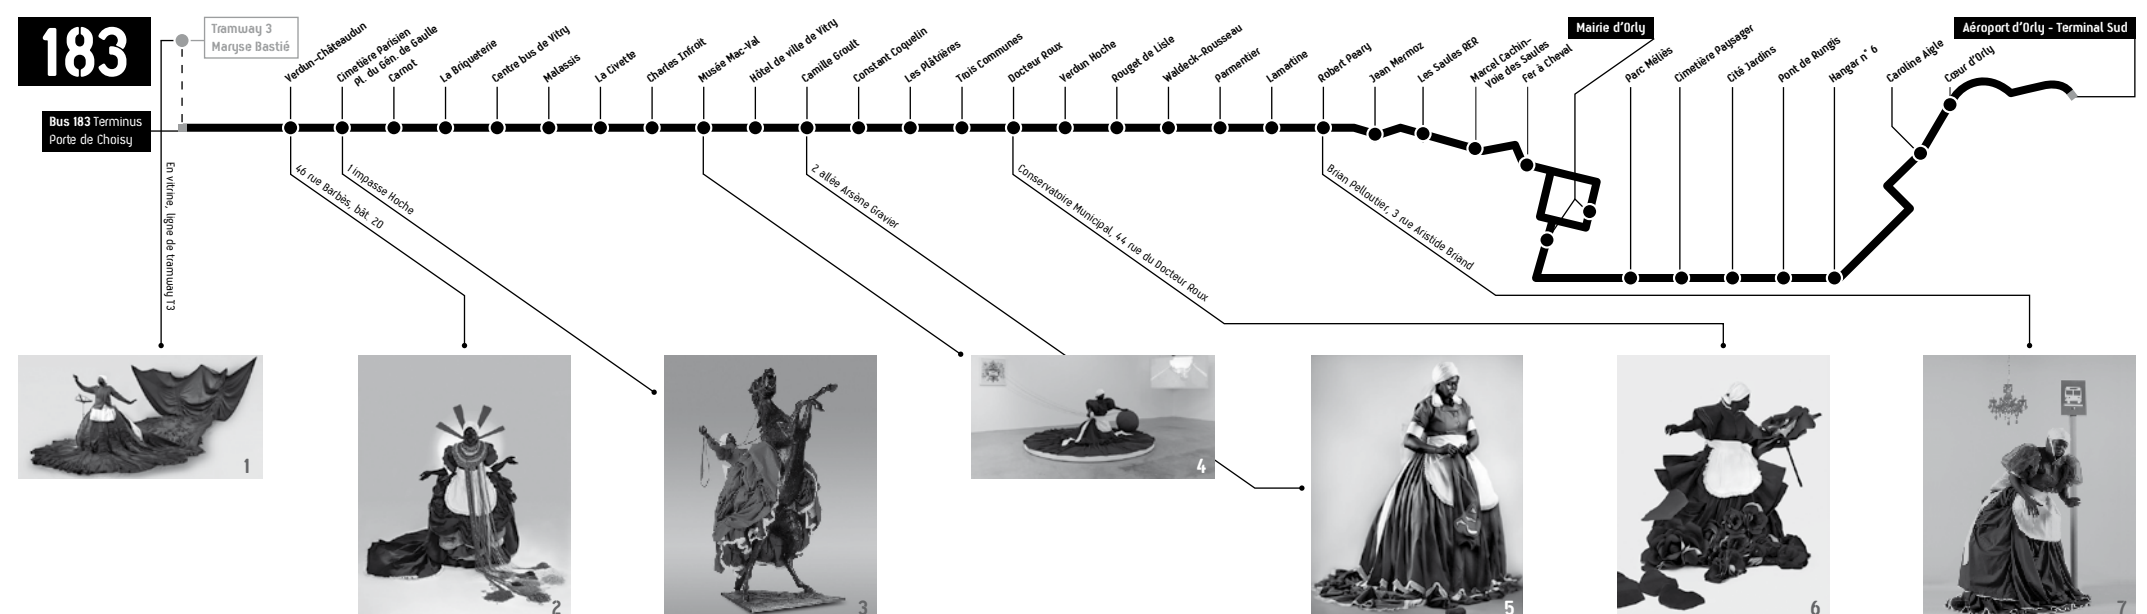 183
Tramway 3
Maryse Bastié
Bus 183 Terminus
Porte de Choisy
Verdun-Châteaudun
Cimetière Parisien
Pl. du Gén. de Gaulle
Carnot
La Briqueterie
Centre bus de Vitry
Malassis
La Civette
Charles Infroit
Musée Mac-Val
Hôtel de ville de Vitry
Camille Groult
Constant Coquelin
Les Plâtrières
Trois Communes
Docteur Roux
Verdun Hoche
Rouget de Lisle
Waldeck-Rousseau
Parmentier
Lamartine
Robert Peary
Jean Mermoz
Les Saules RER
Marcel Cachin-
Voie des Saules
Fer à Cheval
Mairie d'Orly
Parc Méliès
Cimetière Paysager
Cité Jardins
Pont de Rungis
Hangar n° 6
Caroline Aigle
Cœur d'Orly
Aéroport d'Orly - Terminal Sud
En vitrine, ligne de tramway T3
46 rue Barbès, bât. 20
1 impasse Hoche
2 allée Arsène Gravier
Conservatoire Municipal, 44 rue du Docteur Roux
Brian Pelloutier, 3 rue Aristide Briand
1
2
3
4
5
6
7